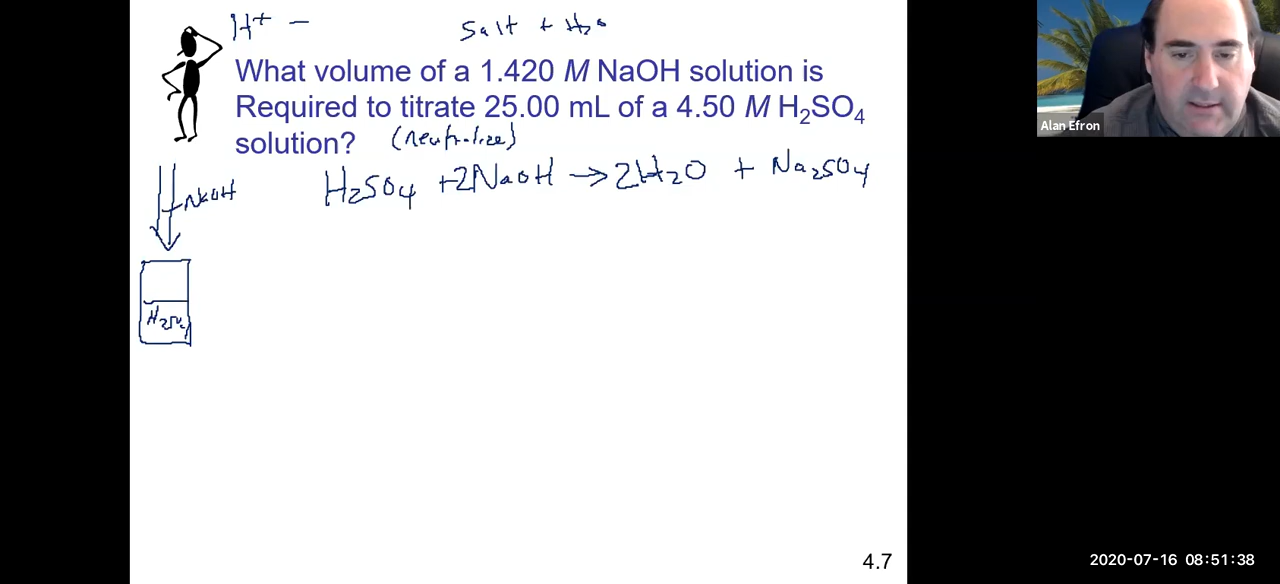 H+ - Salt + H2O
What volume of a 1.420 M NaOH solution is
Required to titrate 25.00 mL of a 4.50 M H₂SO₄
solution? (neutralize)
H₂SO₄ + 2NaOH → 2H₂O + Na₂SO₄
NaOH
H₂SO₄
4.7
Alan Efron
2020-07-16 08:51:38